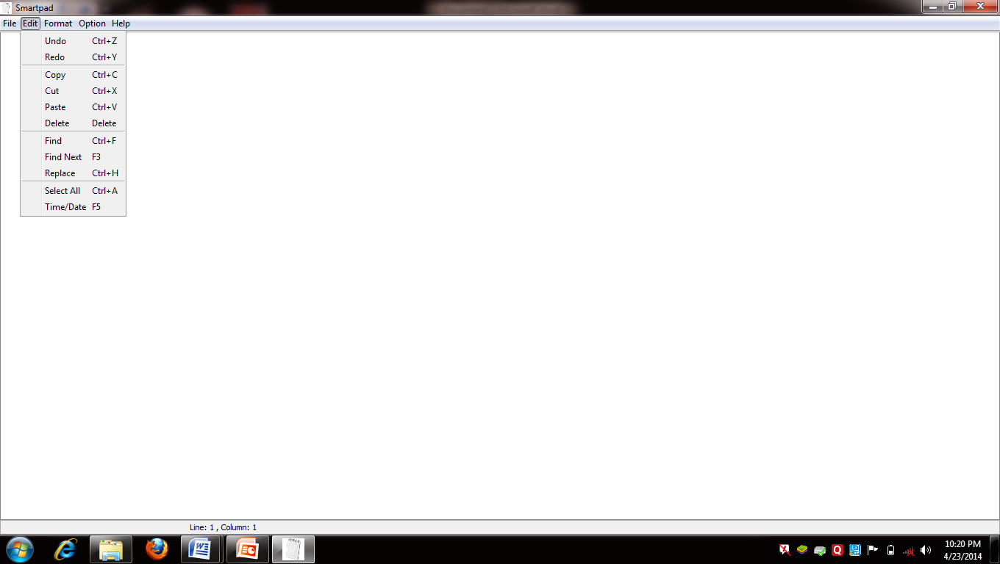 Smartpad
File Edit Format Option Help
Undo Ctrl+Z
Redo Ctrl+Y
Copy Ctrl+C
Cut Ctrl+X
Paste Ctrl+V
Delete Delete
Find Ctrl+F
Find Next F3
Replace Ctrl+H
Select All Ctrl+A
Time/Date F5
Line: 1 , Column: 1
10:20 PM
4/23/2014